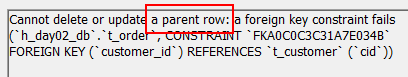 Cannot delete or update a parent row: a foreign key constraint fails
(`h_day02_db`.`t_order`, CONSTRAINT `FKA0C0C3C31A7E034B`
FOREIGN KEY (`customer_id`) REFERENCES `t_customer` (`cid`))